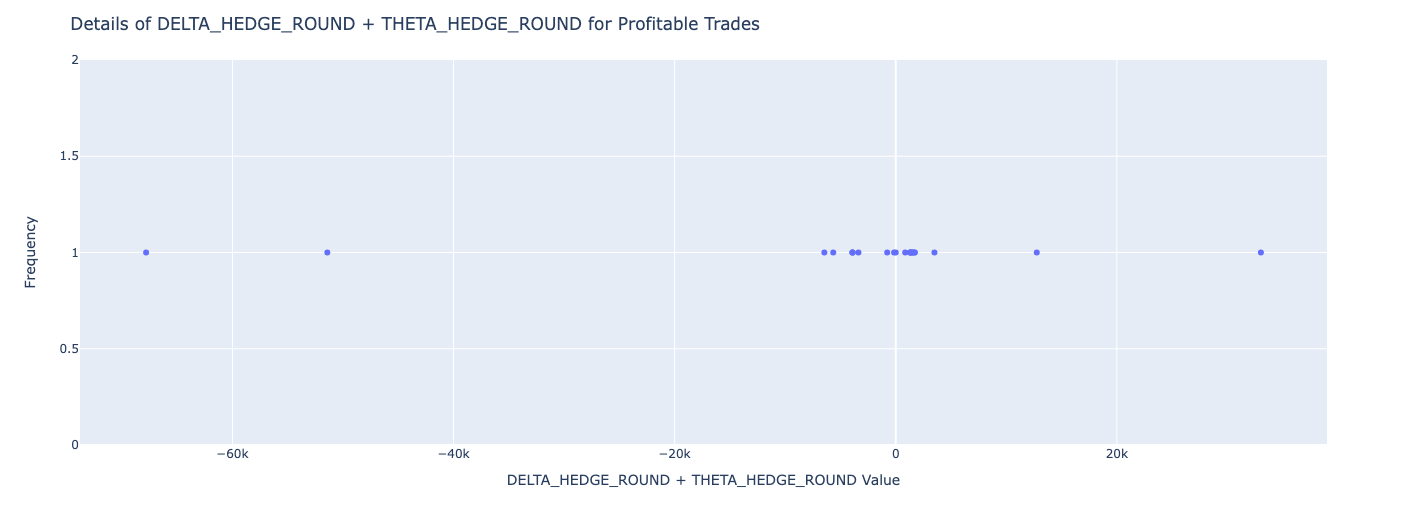 Details of DELTA_HEDGE_ROUND + THETA_HEDGE_ROUND for Profitable Trades
2
1.5
1
0.5
0
Frequency
−60k −40k −20k 0 20k
DELTA_HEDGE_ROUND + THETA_HEDGE_ROUND Value